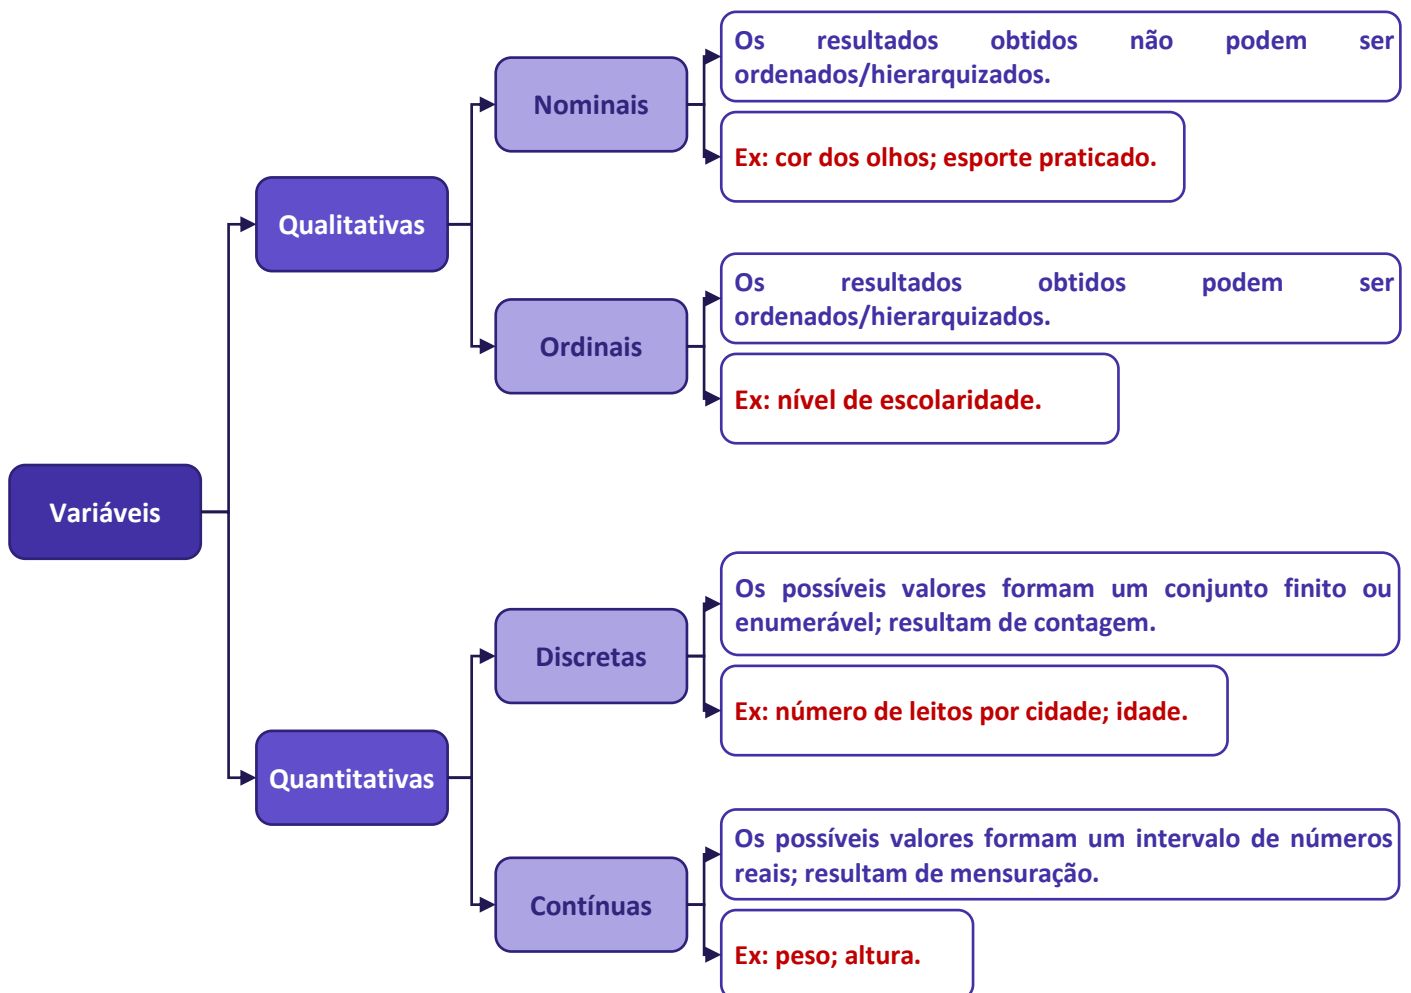 Os resultados obtidos não podem ser
ordenados/hierarquizados.
Nominais
Ex: cor dos olhos; esporte praticado.
Qualitativas
Os resultados obtidos podem ser
ordenados/hierarquizados.
Ordinais
Ex: nível de escolaridade.
Variáveis
Os possíveis valores formam um conjunto finito ou
enumerável; resultam de contagem.
Discretas
Ex: número de leitos por cidade; idade.
Quantitativas
Os possíveis valores formam um intervalo de números
reais; resultam de mensuração.
Contínuas
Ex: peso; altura.